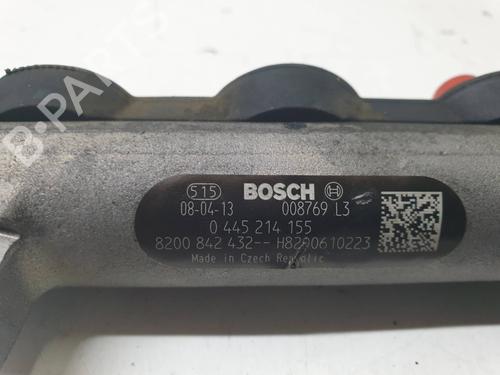 B-PARTS
515 BOSCH
08-04-13 008769 L3
0 445 214 155
8200 842 432-- H8290610223
Made in Czech Republic